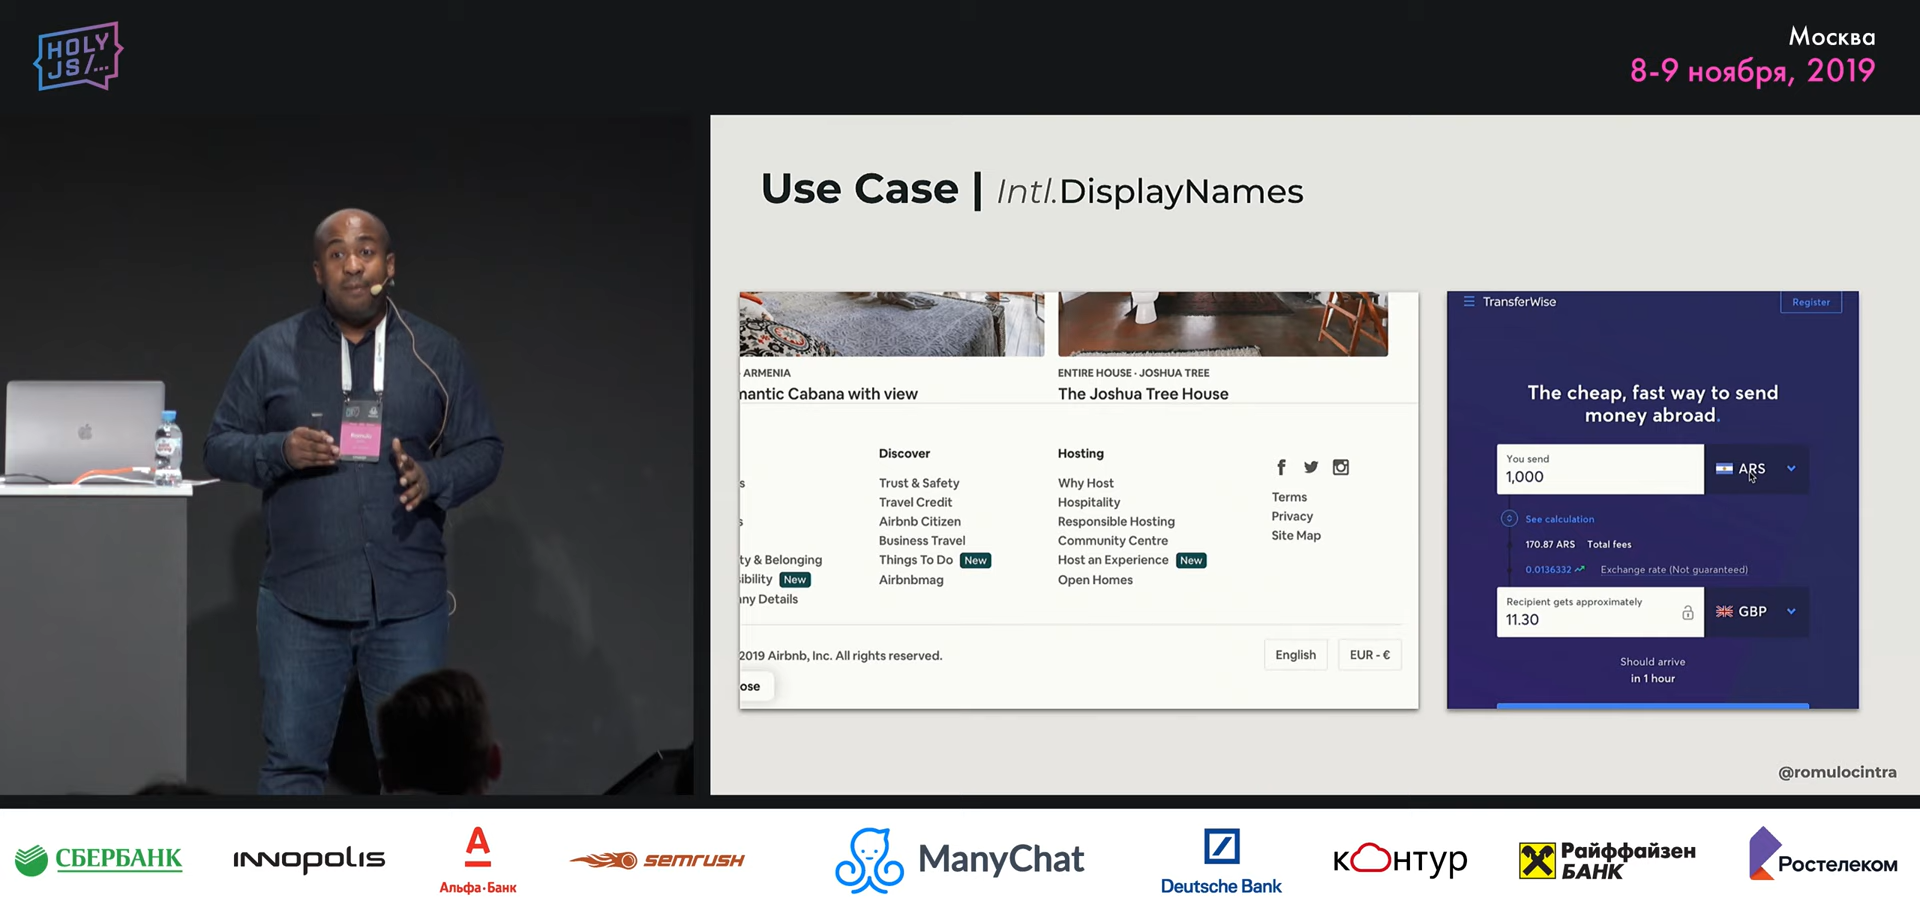 HOLY
JS/...
Москва
8-9 ноября, 2019
Use Case | Intl.DisplayNames
ARMENIA
mantic Cabana with view
ENTIRE HOUSE · JOSHUA TREE
The Joshua Tree House
Discover
Trust & Safety
Travel Credit
Airbnb Citizen
Business Travel
Things To Do New
Airbnbmag
Hosting
Why Host
Hospitality
Responsible Hosting
Community Centre
Host an Experience New
Open Homes
Terms
Privacy
Site Map
ty & Belonging
ibility New
any Details
2019 Airbnb, Inc. All rights reserved.
English
EUR - €
ose
TransferWise
Register
The cheap, fast way to send
money abroad.
You send
1,000
ARS
See calculation
170.87 ARS Total fees
0.0136332 Exchange rate (Not guaranteed)
Recipient gets approximately
11.30
GBP
Should arrive
in 1 hour
@romulocintra
Romulo
СБЕРБАНК
INNOPOLIS
А
Альфа·Банк
semrush
ManyChat
Deutsche Bank
контур
Райффайзен
БАНК
Ростелеком